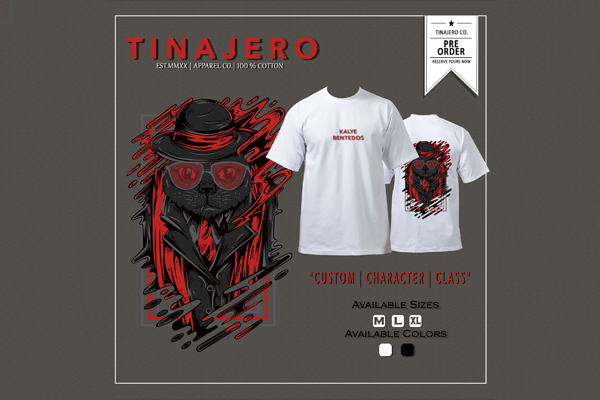 TINAJERO
EST.MMXX | APPAREL CO.| 100 % COTTON
TINAJERO CO.
PRE
ORDER
RESERVE YOURS NOW
KALYE
BENTEDOS
"CUSTOM | CHARACTER | CLASS"
AVAILABLE SIZES
M L XL
AVAILABLE COLORS